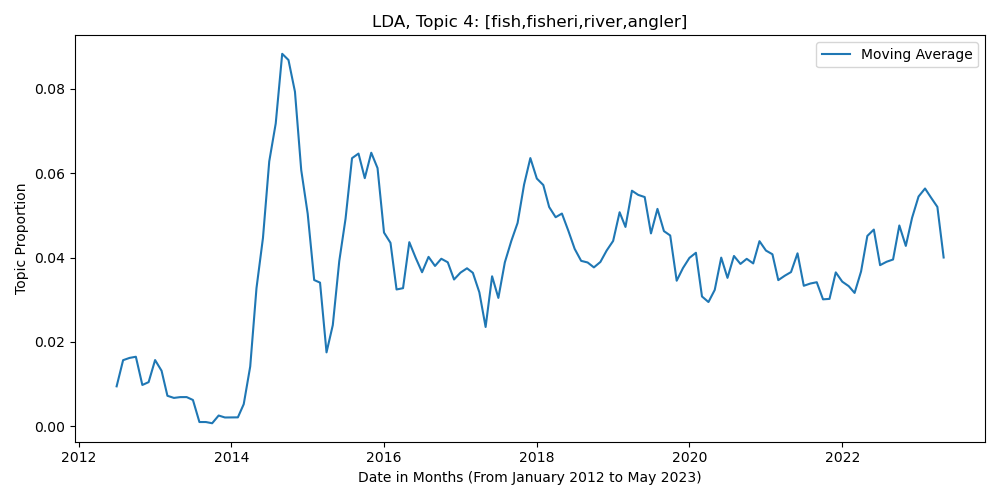 LDA, Topic 4: [fish,fisheri,river,angler]
Moving Average
Topic Proportion
0.08
0.06
0.04
0.02
0.00
2012 2014 2016 2018 2020 2022
Date in Months (From January 2012 to May 2023)